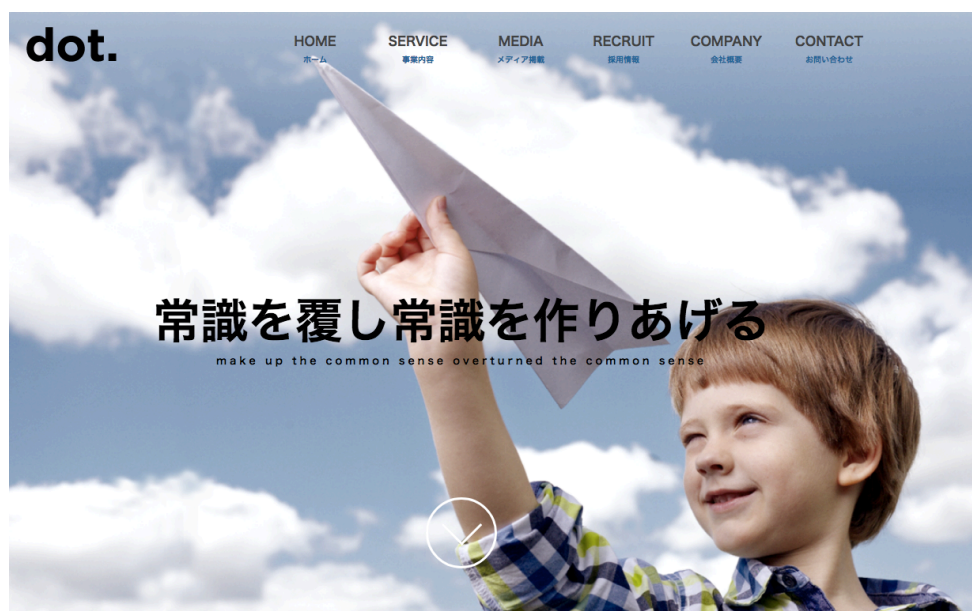 dot.
HOME SERVICE MEDIA RECRUIT COMPANY CONTACT
ホーム 事業内容 メディア掲載 採用情報 会社概要 お問い合わせ
常識を覆し常識を作りあげる
make up the common sense overturned the common sense